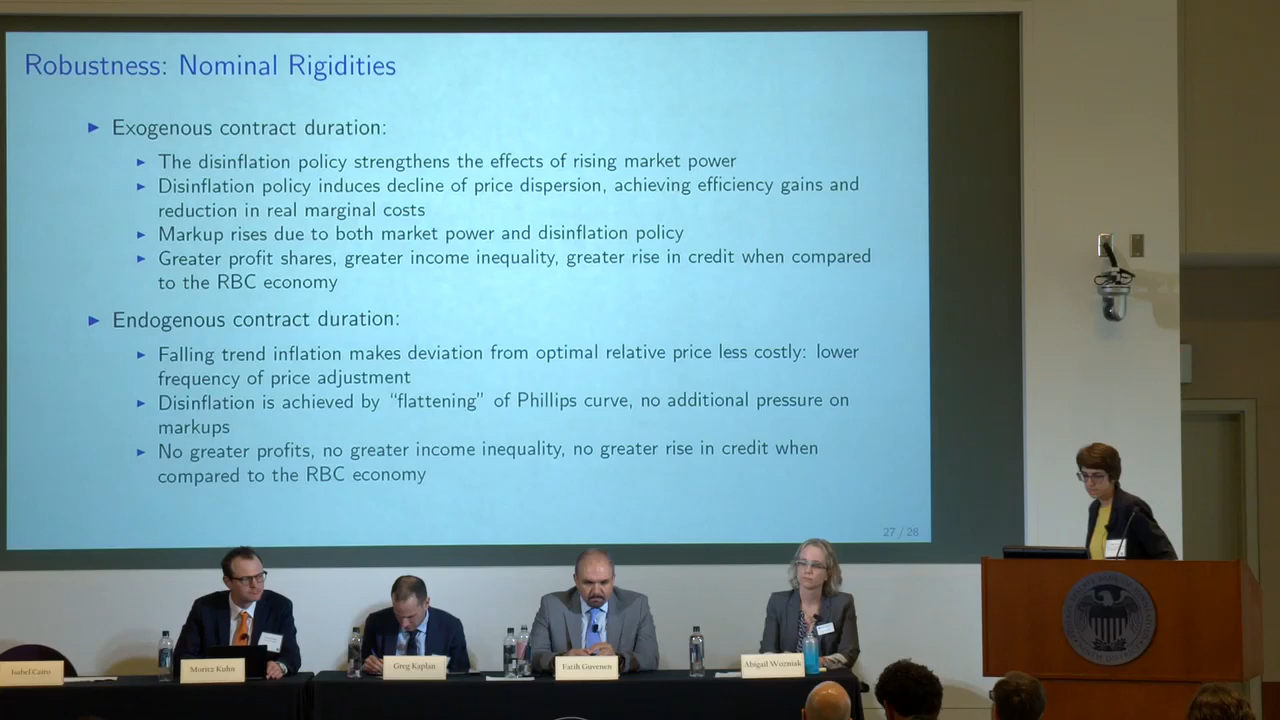 Robustness: Nominal Rigidities
▶ Exogenous contract duration:
▶ The disinflation policy strengthens the effects of rising market power
▶ Disinflation policy induces decline of price dispersion, achieving efficiency gains and
reduction in real marginal costs
▶ Markup rises due to both market power and disinflation policy
▶ Greater profit shares, greater income inequality, greater rise in credit when compared
to the RBC economy
▶ Endogenous contract duration:
▶ Falling trend inflation makes deviation from optimal relative price less costly: lower
frequency of price adjustment
▶ Disinflation is achieved by “flattening” of Phillips curve, no additional pressure on
markups
▶ No greater profits, no greater income inequality, no greater rise in credit when
compared to the RBC economy
27 / 28
Isabel Cairo
Moritz Kuhn
Greg Kaplan
Fatih Guvenen
Abigail Wozniak